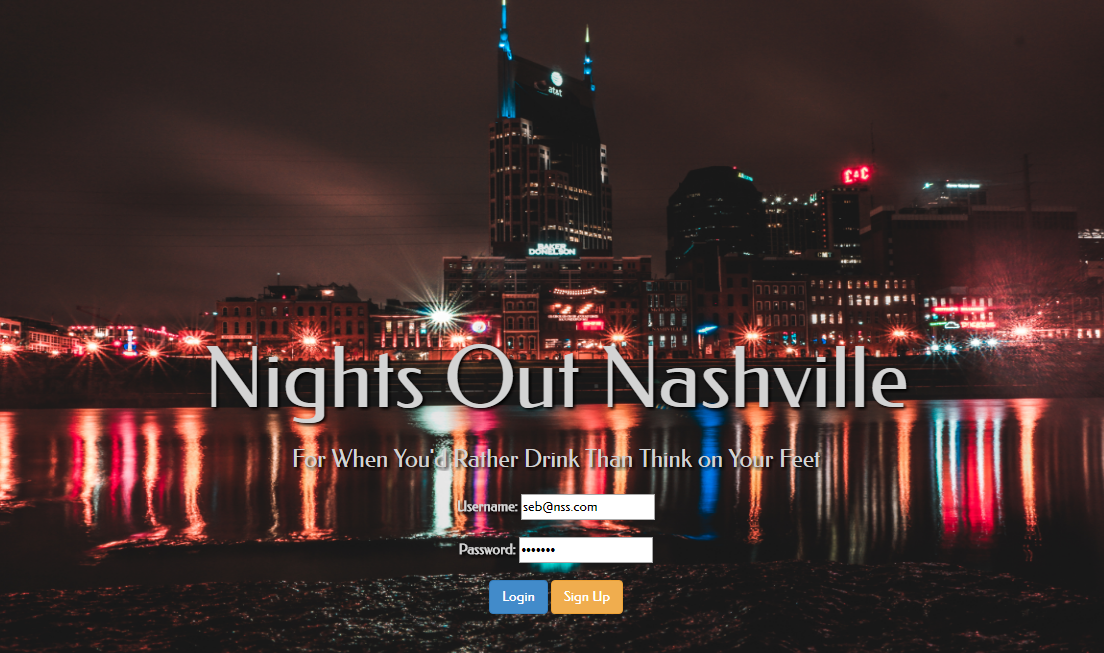 at&t
BAKER
DONELSON
Nights Out Nashville
For When You'd Rather Drink Than Think on Your Feet
Username: seb@nss.com
Password: •••••••
Login Sign Up